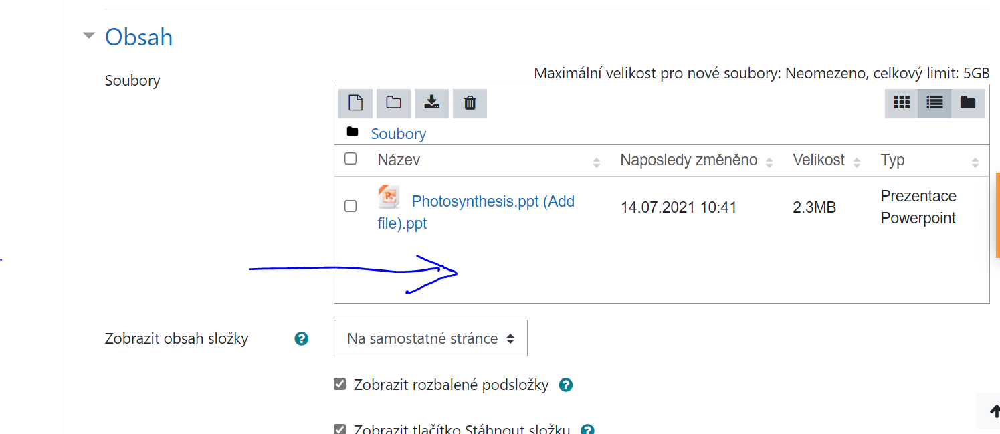 Obsah
Maximální velikost pro nové soubory: Neomezeno, celkový limit: 5GB
Soubory
Soubory
Název Naposledy změněno Velikost Typ
Photosynthesis.ppt (Add
file).ppt
14.07.2021 10:41 2.3MB
Prezentace
Powerpoint
Zobrazit obsah složky Na samostatné stránce
Zobrazit rozbalené podsložky
Zobrazit tlačítko Stáhnout složku